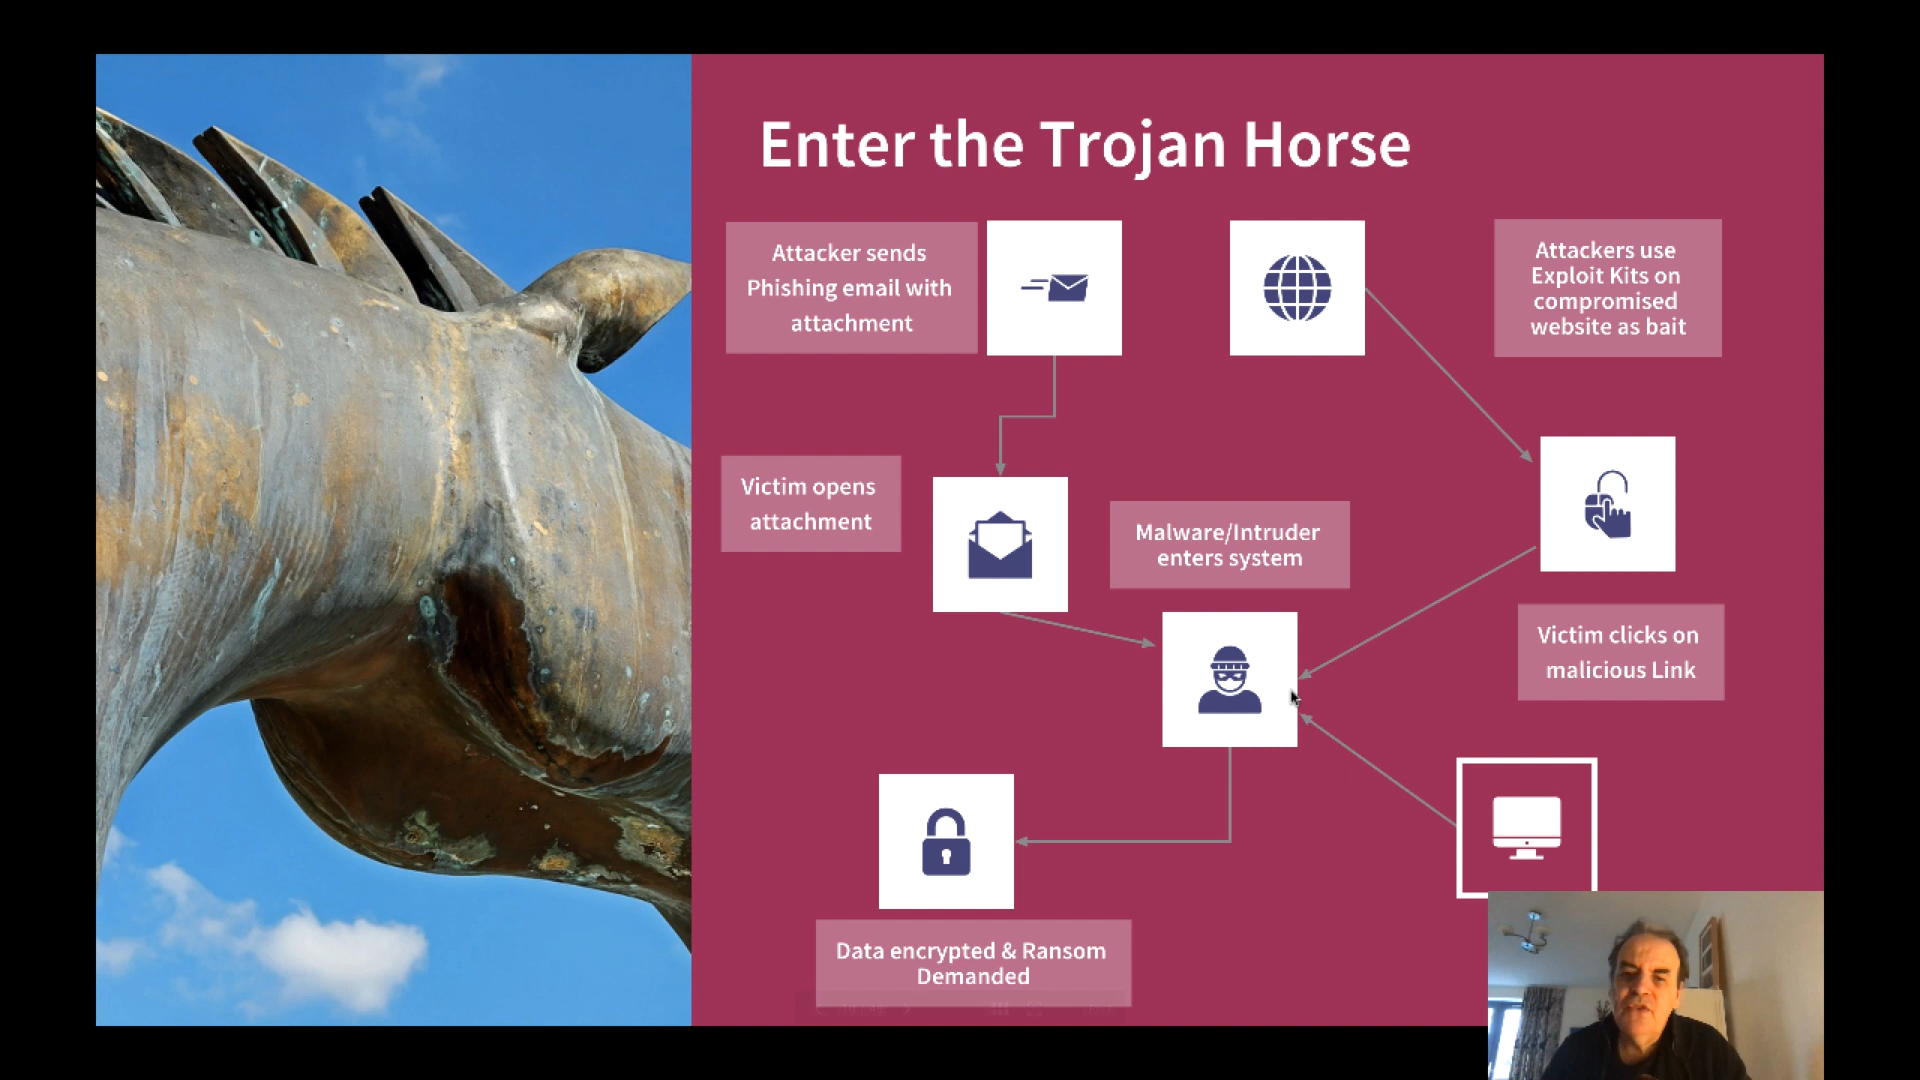 Enter the Trojan Horse
Attacker sends
Phishing email with
attachment
Attackers use
Exploit Kits on
compromised
website as bait
Victim opens
attachment
Malware/Intruder
enters system
Victim clicks on
malicious Link
Data encrypted & Ransom
Demanded